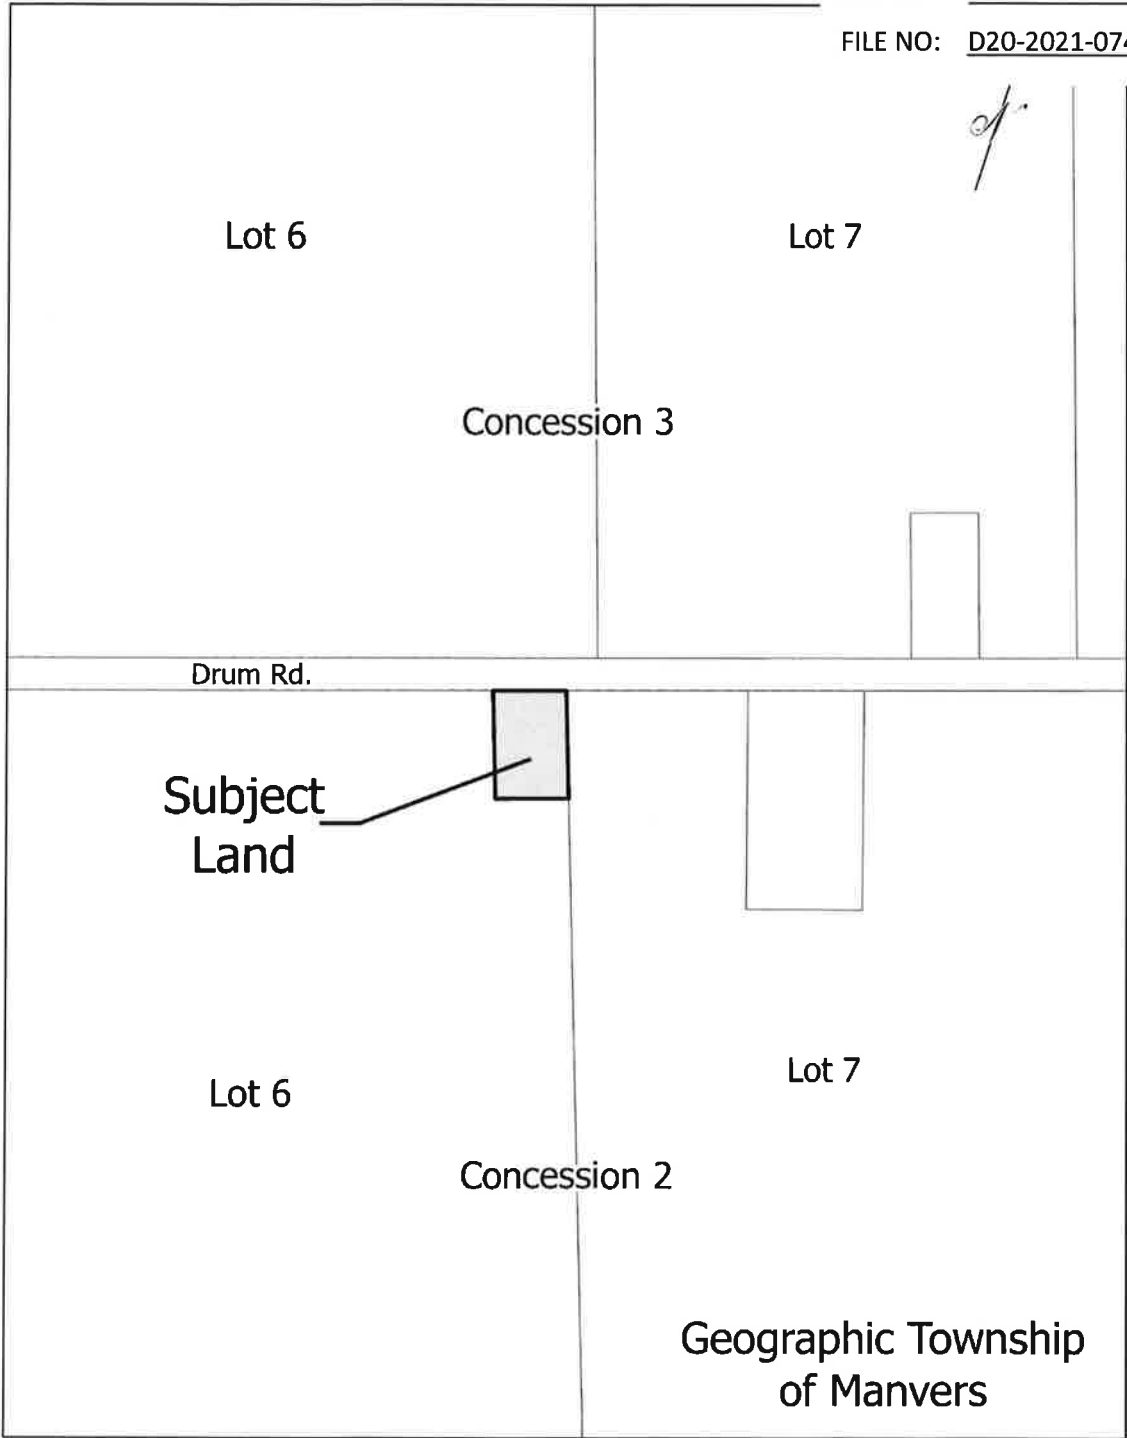 FILE NO: D20-2021-074
Lot 6
Lot 7
Concession 3
Drum Rd.
Subject
Land
Lot 7
Lot 6
Concession 2
Geographic Township
of Manvers